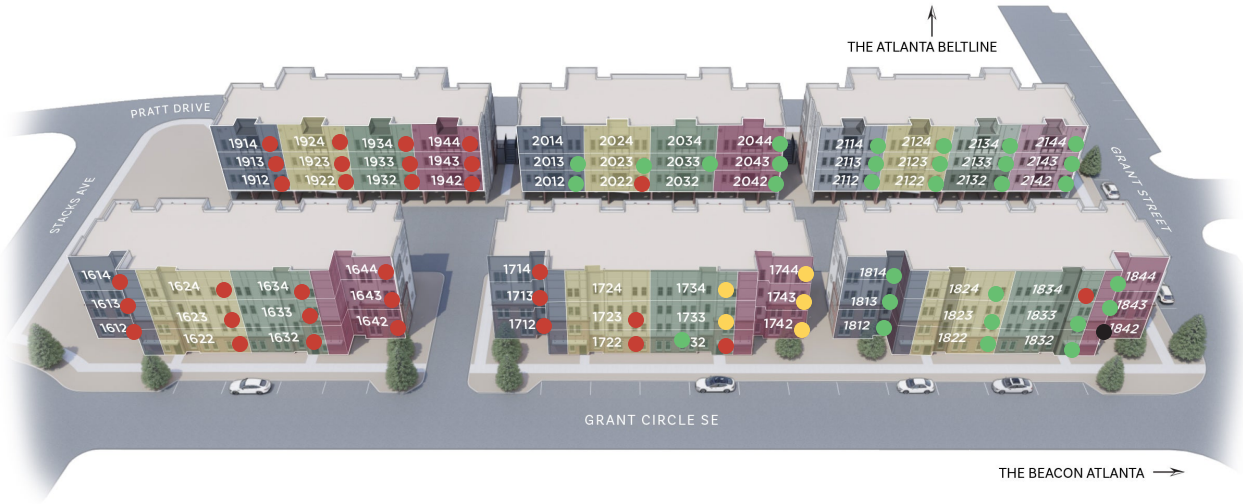 THE ATLANTA BELTLINE
PRATT DRIVE
STACKS AVE
GRANT STREET
1914 1924 1934 1944
1913 1923 1933 1943
1912 1922 1932 1942
2014 2024 2034 2044
2013 2023 2033 2043
2012 2022 2032 2042
2114 2124 2134 2144
2113 2123 2133 2143
2112 2122 2132 2142
1614 1624 1634 1644
1613 1623 1633 1643
1612 1622 1632 1642
1714 1724 1734 1744
1713 1723 1733 1743
1712 1722 32 1742
1814 1824 1834 1844
1813 1823 1833 1843
1812 1822 1832 1842
GRANT CIRCLE SE
THE BEACON ATLANTA